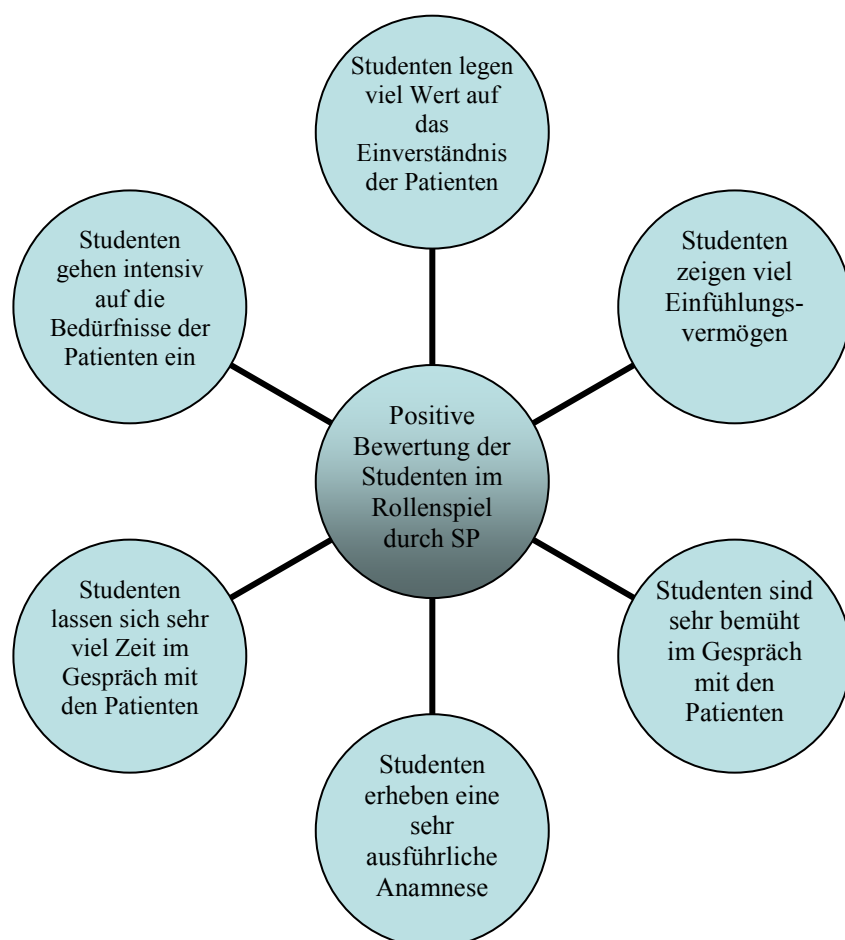 Studenten legen
viel Wert auf
das
Einverständnis
der Patienten
Studenten
gehen intensiv
auf die
Bedürfnisse der
Patienten ein
Studenten
zeigen viel
Einfühlungs-
vermögen
Positive
Bewertung der
Studenten im
Rollenspiel
durch SP
Studenten
lassen sich sehr
viel Zeit im
Gespräch mit
den Patienten
Studenten sind
sehr bemüht
im Gespräch
mit den
Patienten
Studenten
erheben eine
sehr
ausführliche
Anamnese